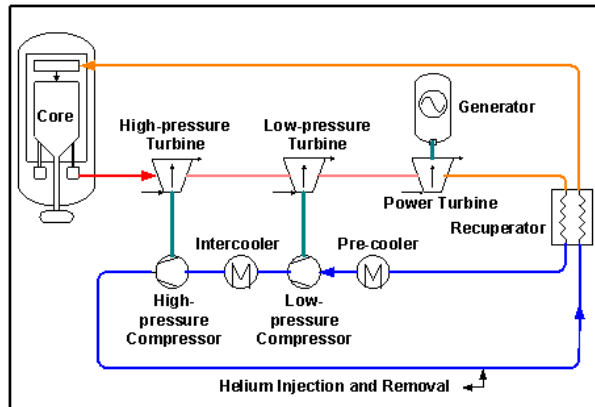 Core
High-pressure
Turbine
Low-pressure
Turbine
Generator
Power Turbine
Recuperator
Intercooler
Pre-cooler
High-
pressure
Compressor
Low-
pressure
Compressor
Helium Injection and Removal